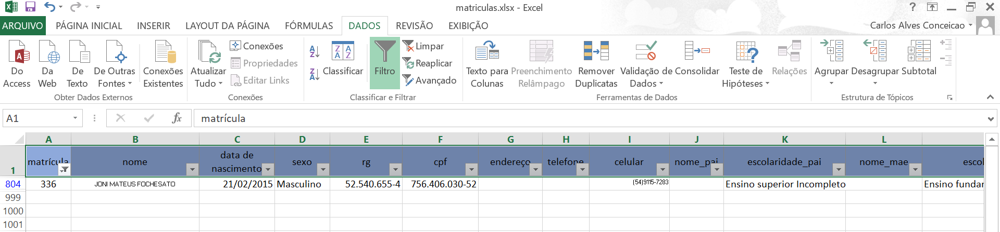 matriculas.xlsx - Excel
?
ARQUIVO PÁGINA INICIAL INSERIR LAYOUT DA PÁGINA FÓRMULAS DADOS REVISÃO EXIBIÇÃO Carlos Alves Conceicao
Do Access
Da Web
De Texto
De Outras Fontes
Conexões Existentes
Obter Dados Externos
Atualizar Tudo
Conexões
Propriedades
Editar Links
Conexões
Classificar
Filtro
Limpar
Reaplicar
Avançado
Classificar e Filtrar
Texto para Colunas
Preenchimento Relâmpago
Remover Duplicatas
Validação de Dados
Consolidar
Teste de Hipóteses
Relações
Ferramentas de Dados
Agrupar
Desagrupar
Subtotal
Estrutura de Tópicos
A1 fx matrícula
A B C D E F G H I J K L
1 matrícula nome data de nascimento sexo rg cpf endereço telefone celular nome_pai escolaridade_pai nome_mae escol
804 336 JONI MATEUS FOCHESATO 21/02/2015 Masculino 52.540.655-4 756.406.030-52 (54)9115-7283 Ensino superior Incompleto Ensino fundar
999
1000
1001